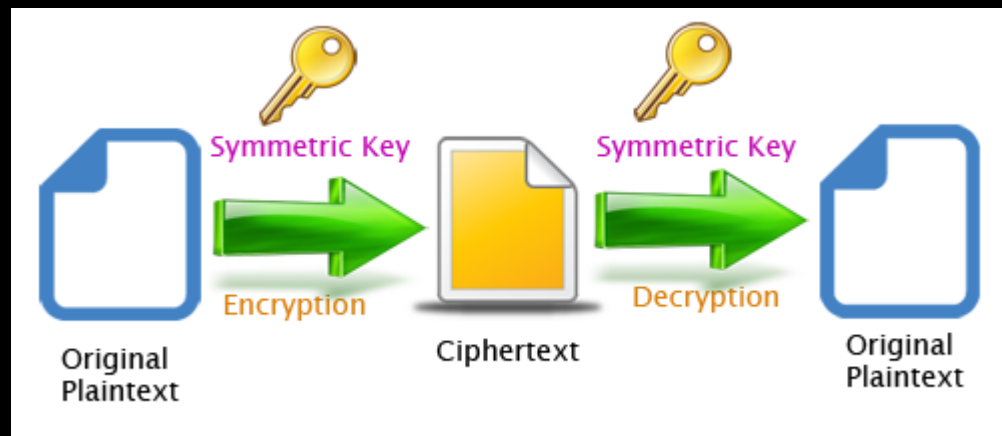 Symmetric Key
Symmetric Key
Encryption
Decryption
Ciphertext
Original
Plaintext
Original
Plaintext